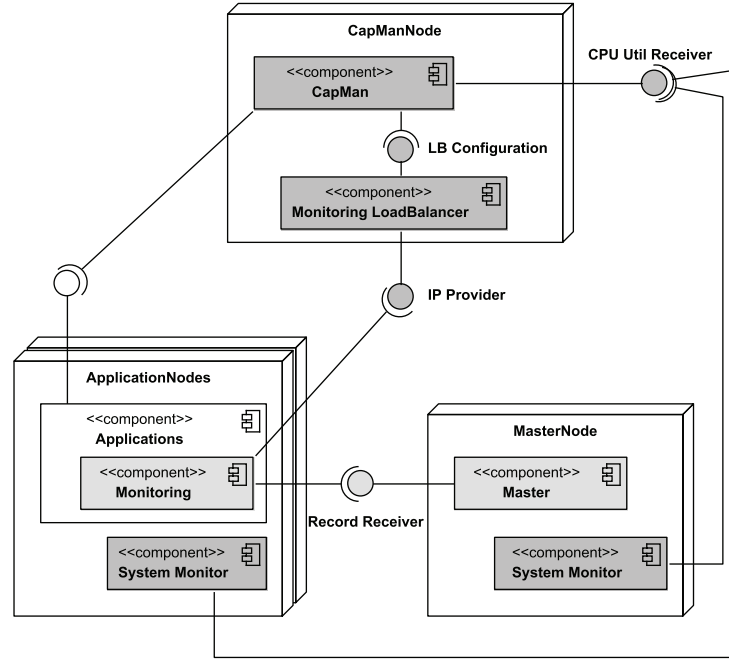 CapManNode
CPU Util Receiver
<<component>>
CapMan
LB Configuration
<<component>>
Monitoring LoadBalancer
IP Provider
ApplicationNodes
<<component>>
Applications
<<component>>
Monitoring
Record Receiver
<<component>>
System Monitor
MasterNode
<<component>>
Master
<<component>>
System Monitor